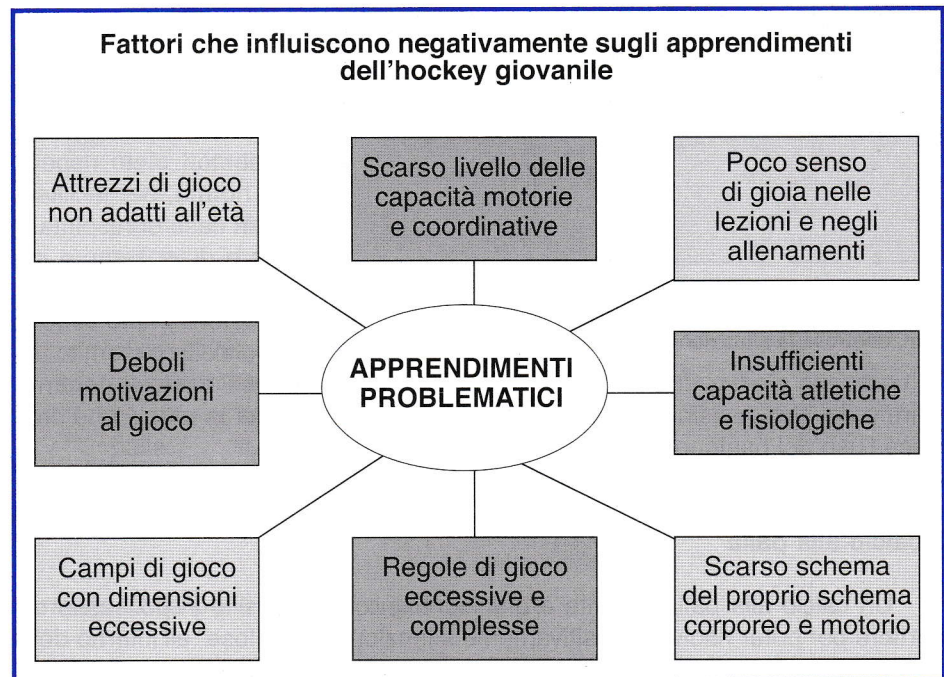 Fattori che influiscono negativamente sugli apprendimenti
dell'hockey giovanile
Attrezzi di gioco
non adatti all'età
Scarso livello delle
capacità motorie
e coordinative
Poco senso
di gioia nelle
lezioni e negli
allenamenti
Deboli
motivazioni
al gioco
APPRENDIMENTI
PROBLEMATICI
Insufficienti
capacità atletiche
e fisiologiche
Campi di gioco
con dimensioni
eccessive
Regole di gioco
eccessive e
complesse
Scarso schema
del proprio schema
corporeo e motorio